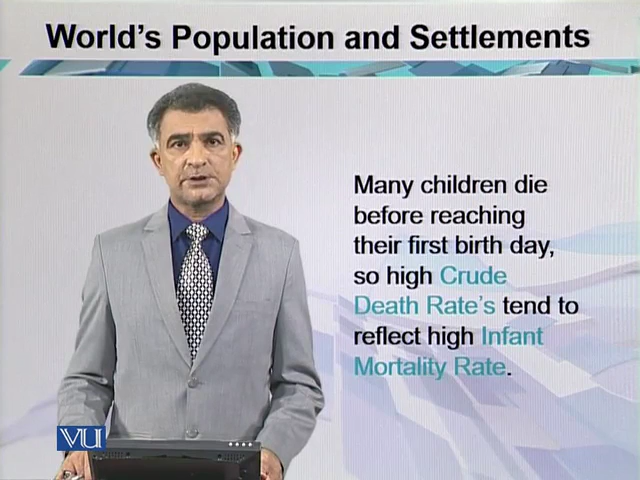 World's Population and Settlements
Many children die
before reaching
their first birth day,
so high Crude
Death Rate's tend to
reflect high Infant
Mortality Rate.
VU